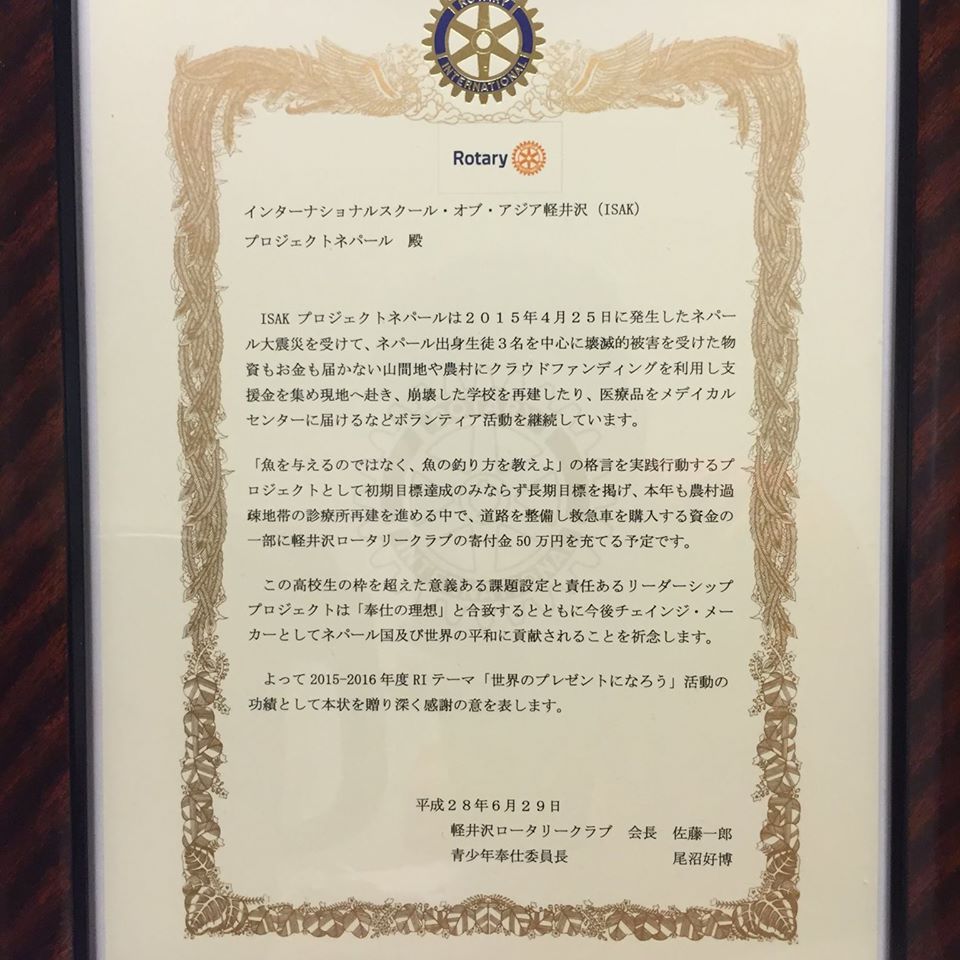 ROTARY
INTERNATIONAL
Rotary
インターナショナルスクール・オブ・アジア軽井沢（ISAK）
プロジェクトネパール　殿
ISAK プロジェクトネパールは２０１５年４月２５日に発生したネパー
ル大震災を受けて、ネパール出身生徒３名を中心に壊滅的被害を受けた物
資もお金も届かない山間地や農村にクラウドファンディングを利用し支
援金を集め現地へ赴き、崩壊した学校を再建したり、医療品をメデイカル
センターに届けるなどボランティア活動を継続しています。
「魚を与えるのではなく、魚の釣り方を教えよ」の格言を実践行動するプ
ロジェクトとして初期目標達成のみならず長期目標を掲げ、本年も農村過
疎地帯の診療所再建を進める中で、道路を整備し救急車を購入する資金の
一部に軽井沢ロータリークラブの寄付金 50 万円を充てる予定です。
この高校生の枠を超えた意義ある課題設定と責任あるリーダーシップ
プロジェクトは「奉仕の理想」と合致するとともに今後チェインジ・メー
カーとしてネパール国及び世界の平和に貢献されることを祈念します。
よって 2015-2016 年度 RI テーマ「世界のプレゼントになろう」活動の
功績として本状を贈り深く感謝の意を表します。
平成２８年６月２９日
軽井沢ロータリークラブ　会長　佐藤一郎
青少年奉仕委員長　尾沼好博